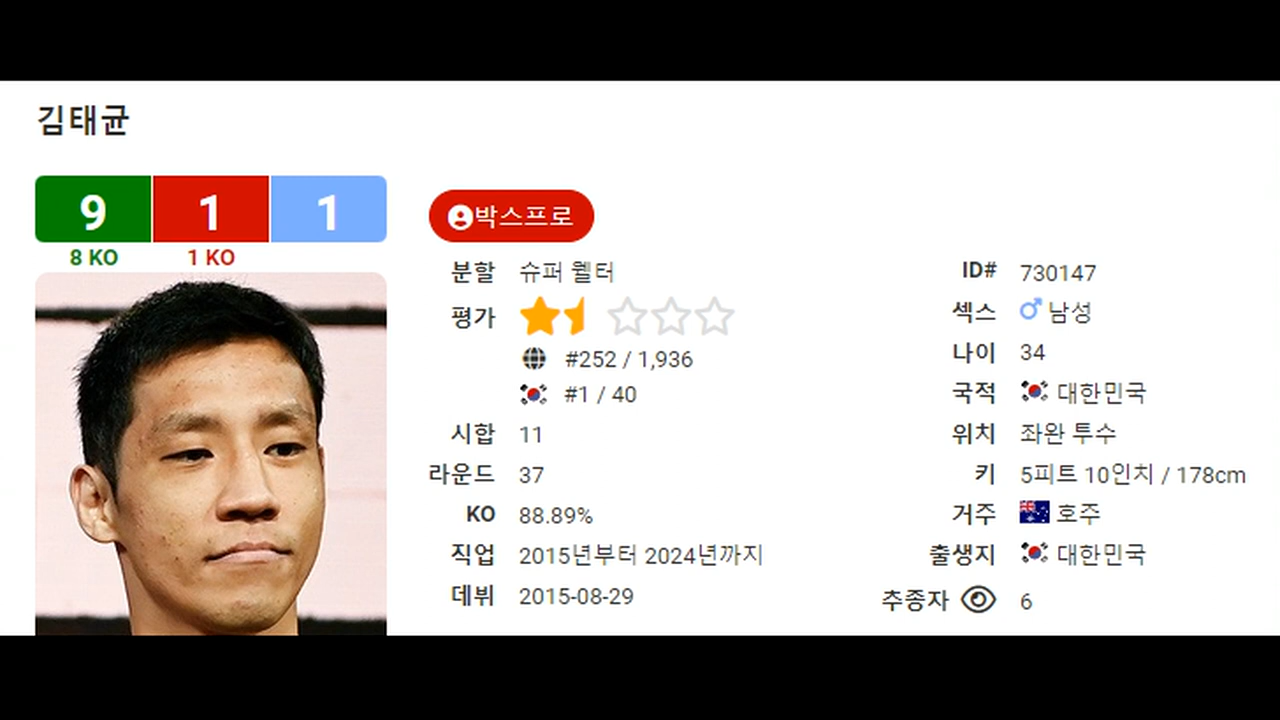 김태균
9 1 1
8 KO 1 KO
박스프로
분할 슈퍼 웰터
평가
#252 / 1,936
#1 / 40
시합 11
라운드 37
KO 88.89%
직업 2015년부터 2024년까지
데뷔 2015-08-29
ID# 730147
섹스 남성
나이 34
국적 대한민국
위치 좌완 투수
키 5피트 10인치 / 178cm
거주 호주
출생지 대한민국
추종자 6